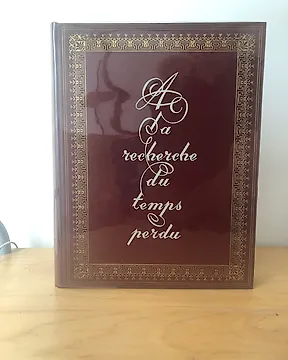 A
la
recherche
du
temps
perdu